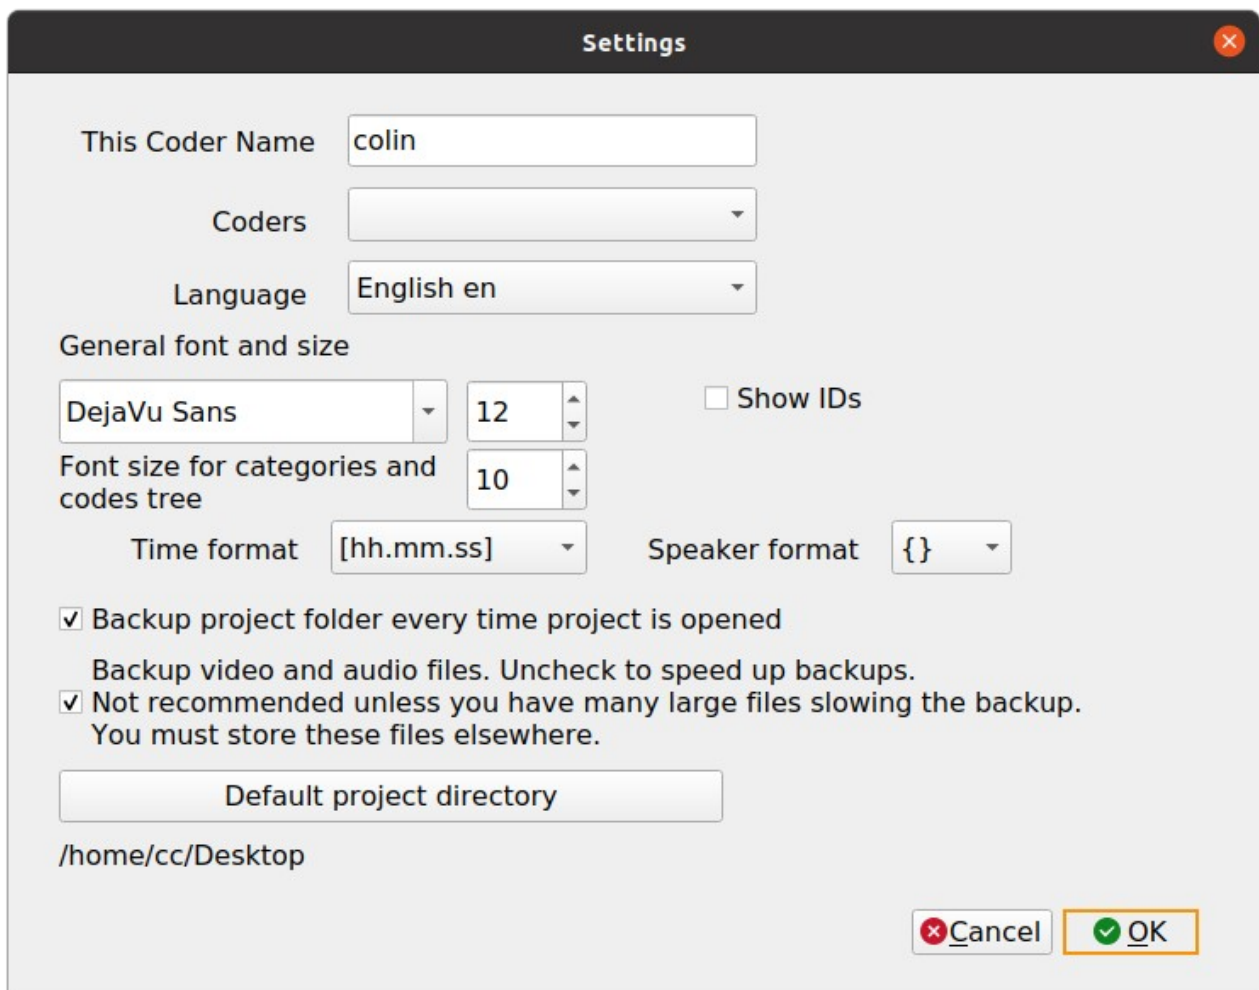 Settings
This Coder Name colin
Coders
Language English en
General font and size
DejaVu Sans 12 Show IDs
Font size for categories and
codes tree 10
Time format [hh.mm.ss] Speaker format {}
Backup project folder every time project is opened
Backup video and audio files. Uncheck to speed up backups.
Not recommended unless you have many large files slowing the backup.
You must store these files elsewhere.
Default project directory
/home/cc/Desktop
Cancel OK